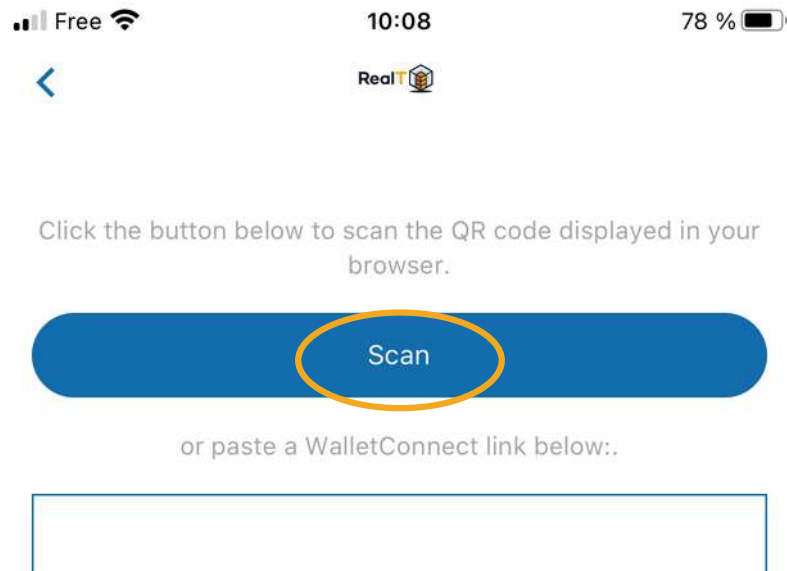 Free 10:08 78 %
RealT
Click the button below to scan the QR code displayed in your
browser.
Scan
or paste a WalletConnect link below:.